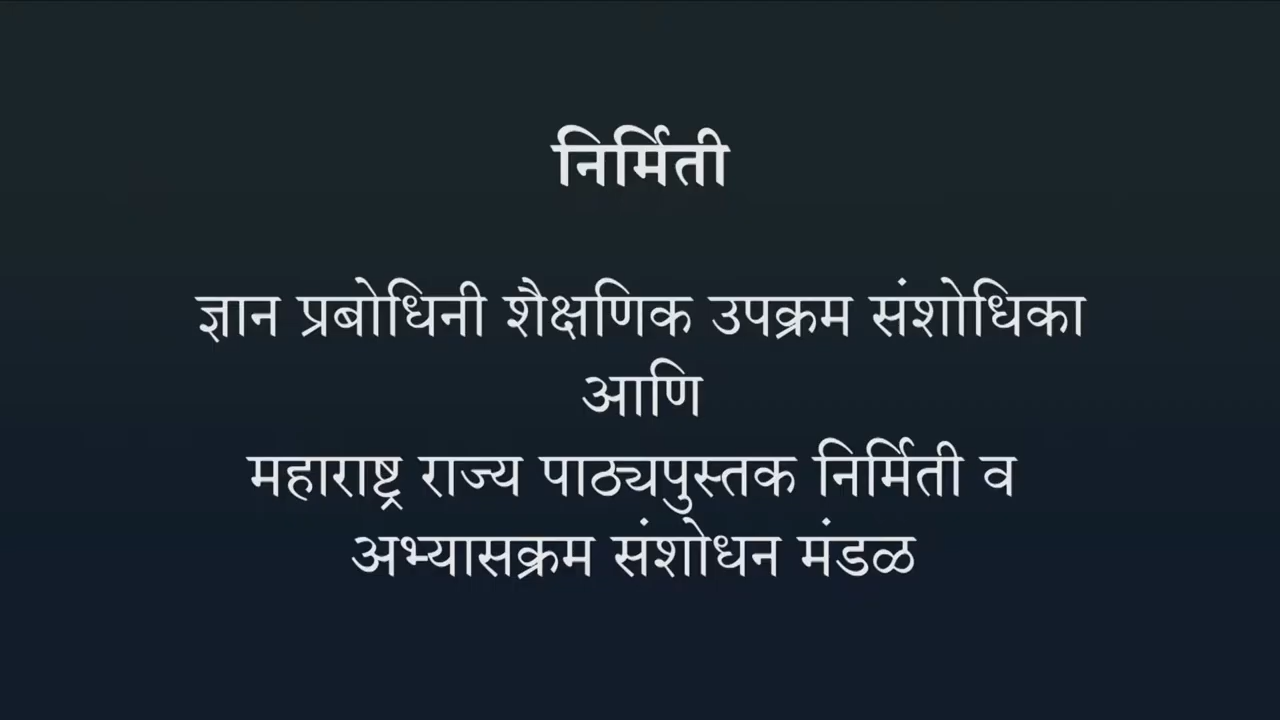 निर्मिती
ज्ञान प्रबोधिनी शैक्षणिक उपक्रम संशोधिका
आणि
महाराष्ट्र राज्य पाठ्यपुस्तक निर्मिती व
अभ्यासक्रम संशोधन मंडळ